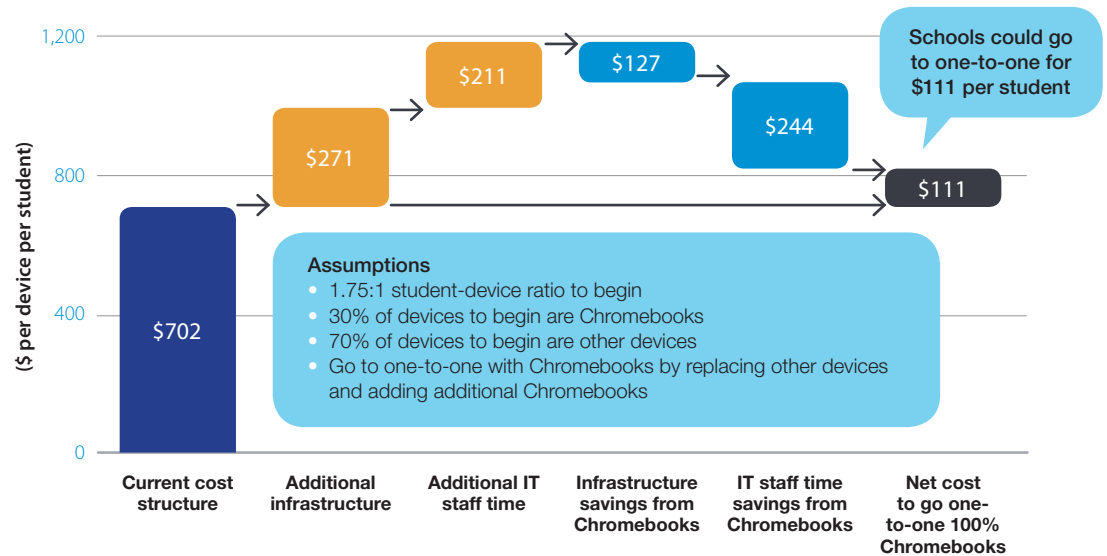 ($ per device per student)
1,200
800
400
0
$702
$271
$211
$127
$244
$111
Schools could go
to one-to-one for
$111 per student
Assumptions
• 1.75:1 student-device ratio to begin
• 30% of devices to begin are Chromebooks
• 70% of devices to begin are other devices
• Go to one-to-one with Chromebooks by replacing other devices
and adding additional Chromebooks
Current cost
structure
Additional
infrastructure
Additional IT
staff time
Infrastructure
savings from
Chromebooks
IT staff time
savings from
Chromebooks
Net cost
to go one-
to-one 100%
Chromebooks